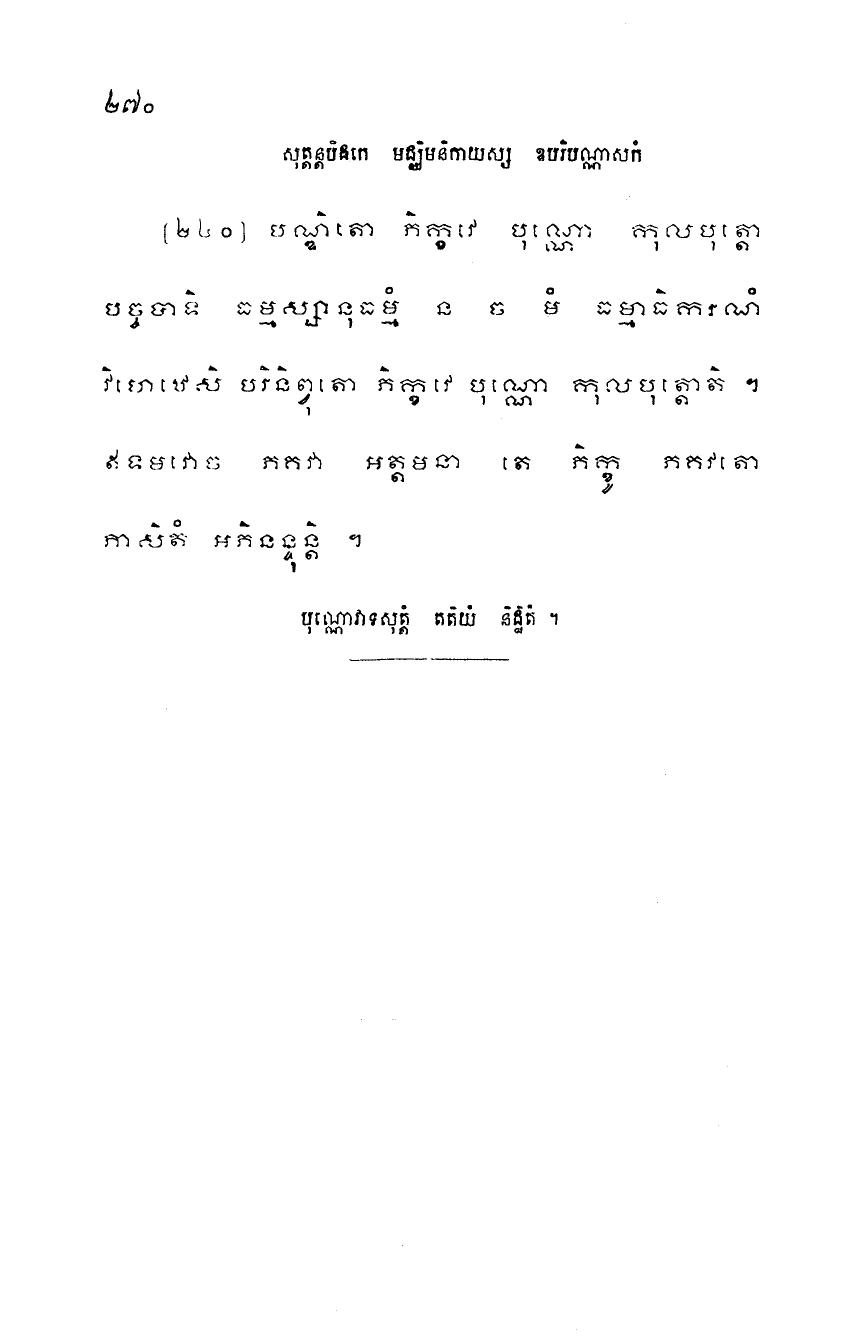 ២៧០
សុត្តន្តបិដកេ មជ្ឈិមនិកាយស្ស ឧបរិបណ្ណាសកំ
(២៤០) បណ្ឌិតោ ភិក្ខវេ បុណ្ណោ កុលបុត្តោ
បច្ចបាទិ ធម្មស្សានុធម្មំ ន ច មំ ធម្មាធិការណំ
វិហេឋេសិ បរិនិព្វុតោ ភិក្ខវេ បុណ្ណោ កុលបុត្តោតិ ។
ឥទមវោច ភគវា អត្តមនា តេ ភិក្ខូ ភគវតោ
ភាសិតំ អភិនន្ទុន្តិ ។
បុណ្ណោវាទសុត្តំ តតិយំ និដ្ឋិតំ ។